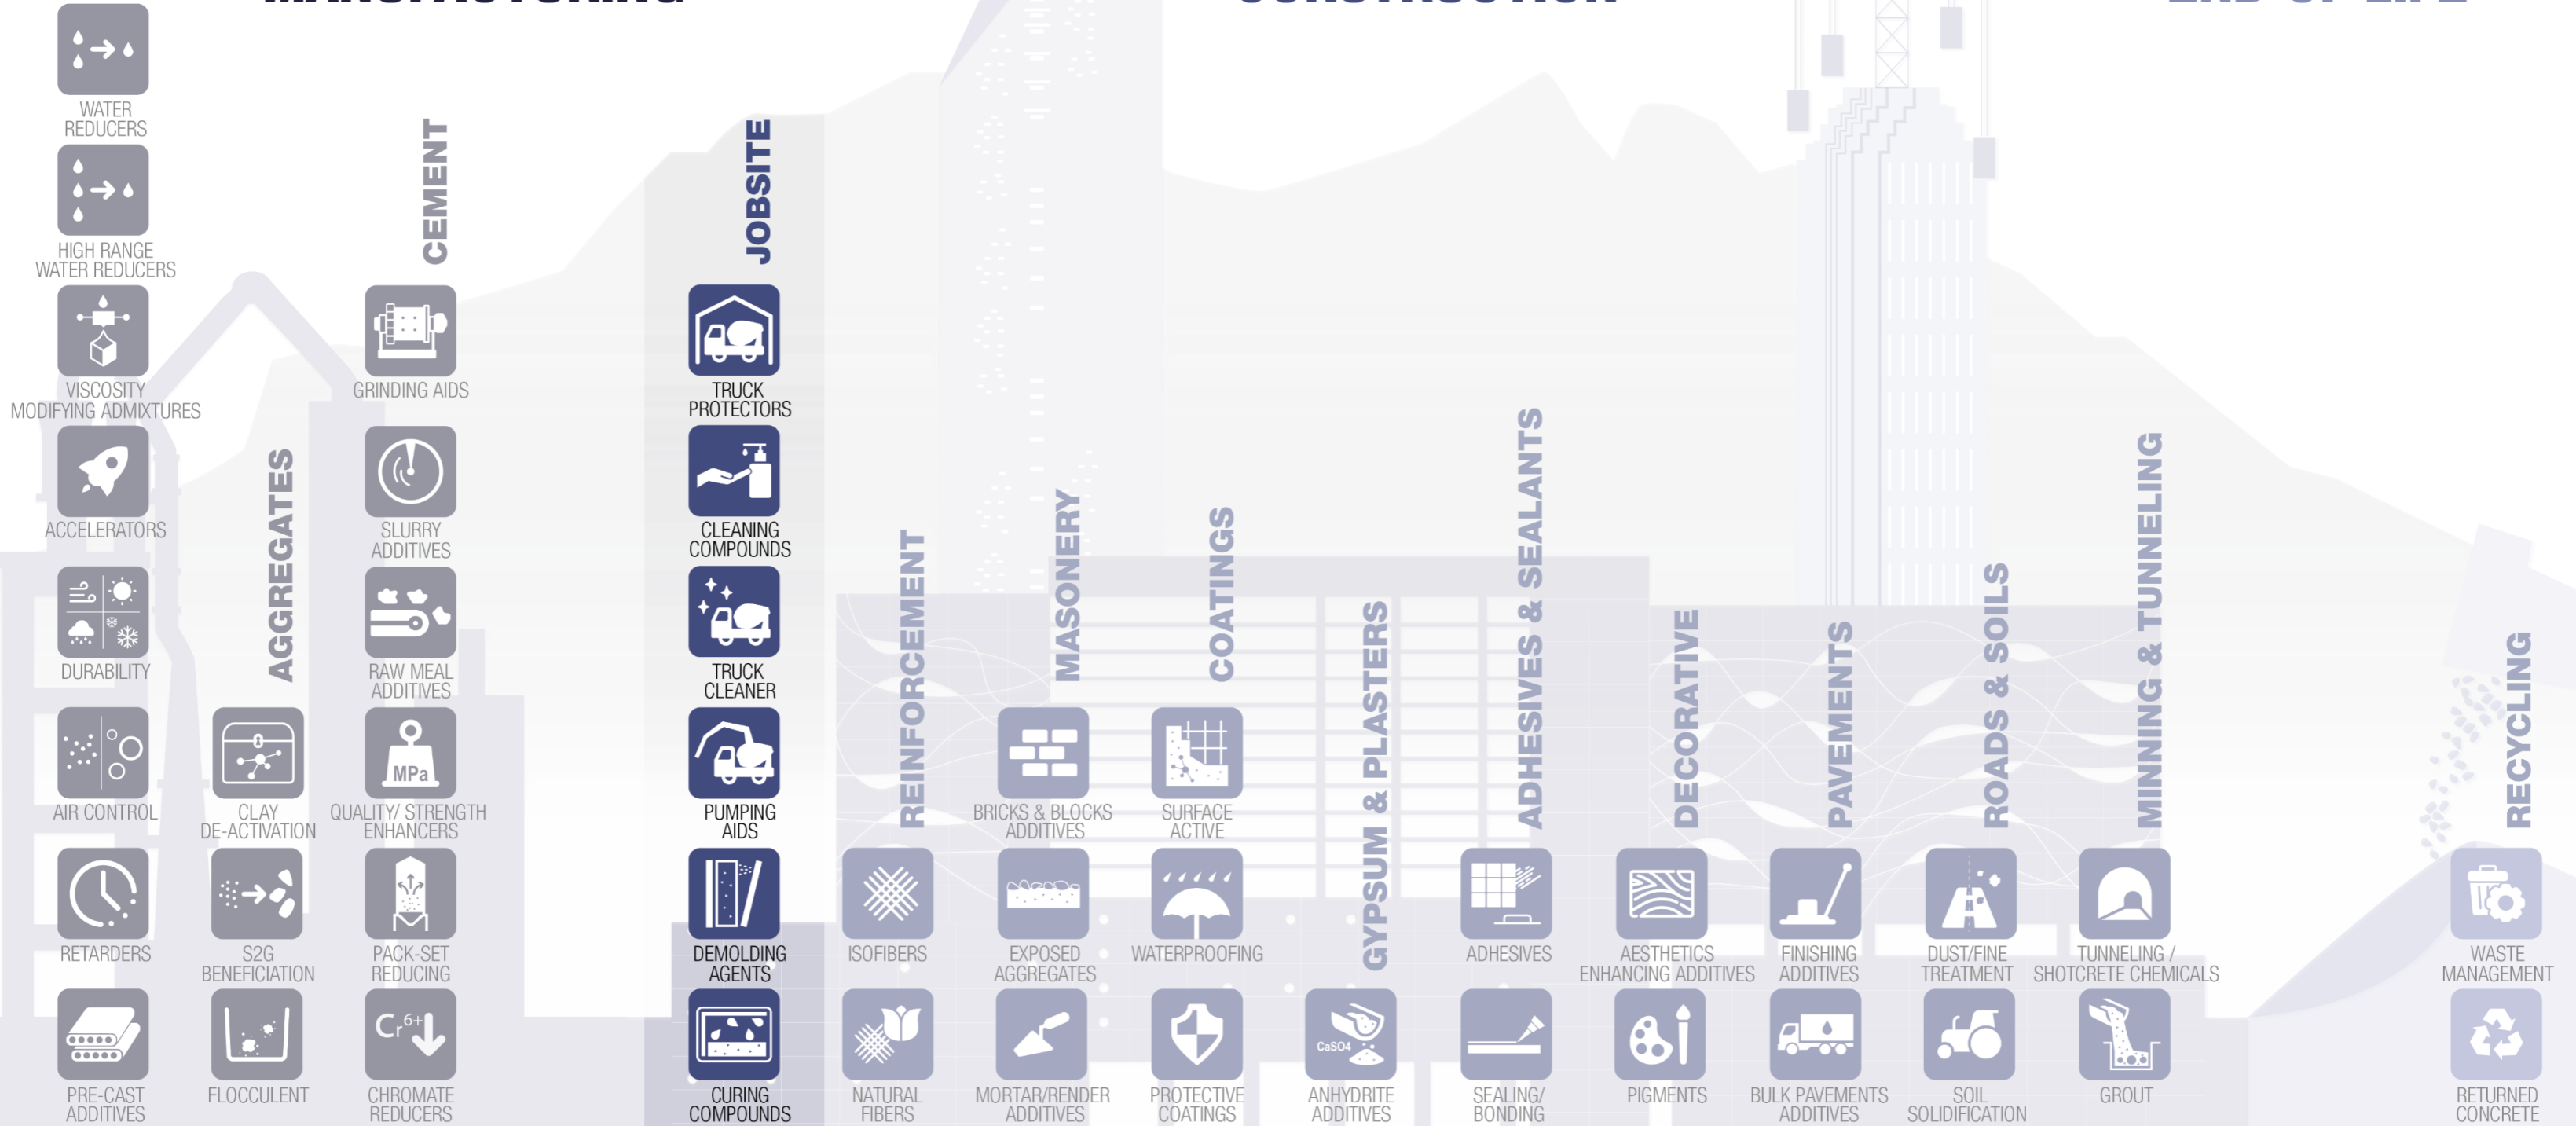 MANUFACTURING
CONSTRUCTION
END OF LIFE
WATER
REDUCERS
HIGH RANGE
WATER REDUCERS
VISCOSITY
MODIFYING ADMIXTURES
ACCELERATORS
DURABILITY
AIR CONTROL
RETARDERS
PRE-CAST
ADDITIVES
AGGREGATES
CLAY
DE-ACTIVATION
S2G
BENEFICIATION
FLOCCULENT
CEMENT
GRINDING AIDS
SLURRY
ADDITIVES
RAW MEAL
ADDITIVES
MPa
QUALITY/ STRENGTH
ENHANCERS
PACK-SET
REDUCING
Cr6+
CHROMATE
REDUCERS
JOBSITE
TRUCK
PROTECTORS
CLEANING
COMPOUNDS
TRUCK
CLEANER
PUMPING
AIDS
DEMOLDING
AGENTS
CURING
COMPOUNDS
REINFORCEMENT
ISOFIBERS
NATURAL
FIBERS
MASONERY
BRICKS & BLOCKS
ADDITIVES
EXPOSED
AGGREGATES
MORTAR/RENDER
ADDITIVES
COATINGS
SURFACE
ACTIVE
WATERPROOFING
PROTECTIVE
COATINGS
GYPSUM & PLASTERS
CaSO4
ANHYDRITE
ADDITIVES
ADHESIVES & SEALANTS
ADHESIVES
SEALING/
BONDING
DECORATIVE
AESTHETICS
ENHANCING ADDITIVES
PIGMENTS
PAVEMENTS
FINISHING
ADDITIVES
BULK PAVEMENTS
ADDITIVES
ROADS & SOILS
DUST/FINE
TREATMENT
SOIL
SOLIDIFICATION
MINNING & TUNNELING
TUNNELING /
SHOTCRETE CHEMICALS
GROUT
RECYCLING
WASTE
MANAGEMENT
RETURNED
CONCRETE